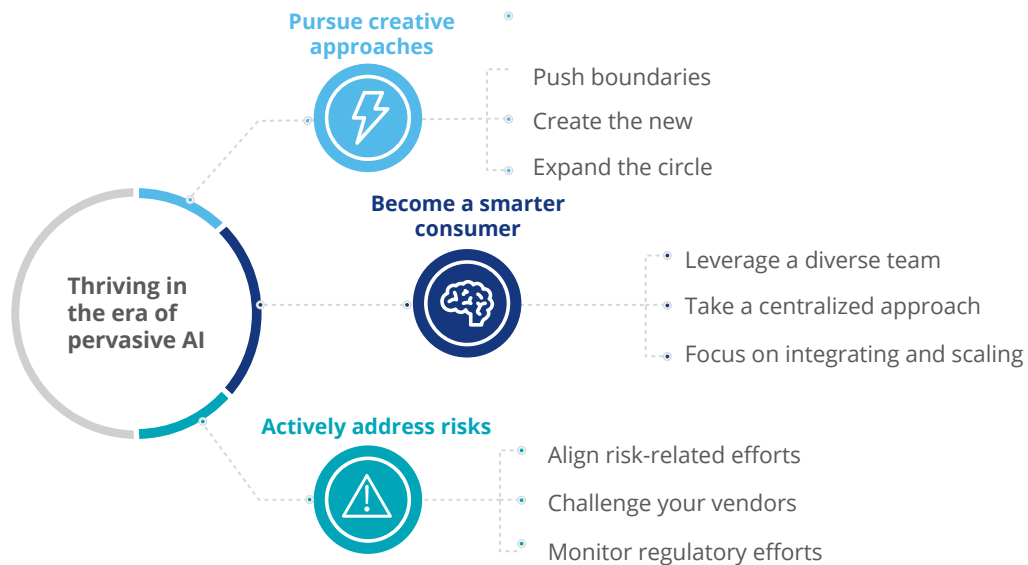 Pursue creative
approaches
Push boundaries
Create the new
Expand the circle
Become a smarter
consumer
Leverage a diverse team
Take a centralized approach
Focus on integrating and scaling
Thriving in
the era of
pervasive AI
Actively address risks
Align risk-related efforts
Challenge your vendors
Monitor regulatory efforts